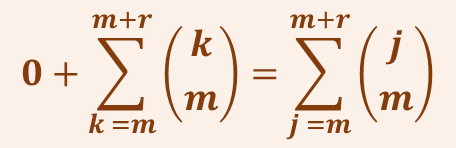 $0 + \sum_{k=m}^{m+r} \binom{k}{m} = \sum_{j=m}^{m+r} \binom{j}{m}$